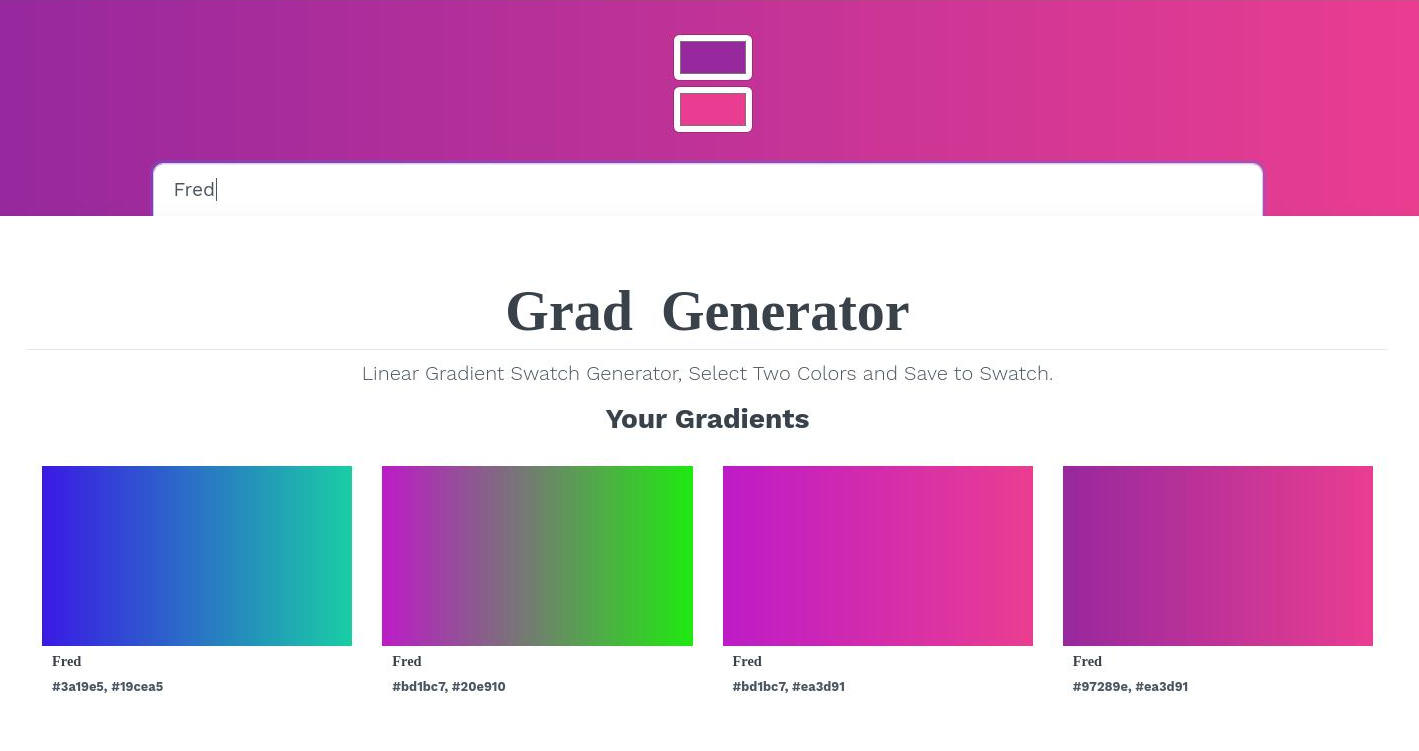 Fred
Grad Generator
Linear Gradient Swatch Generator, Select Two Colors and Save to Swatch.
Your Gradients
Fred
#3a19e5, #19cea5
Fred
#bd1bc7, #20e910
Fred
#bd1bc7, #ea3d91
Fred
#97289e, #ea3d91